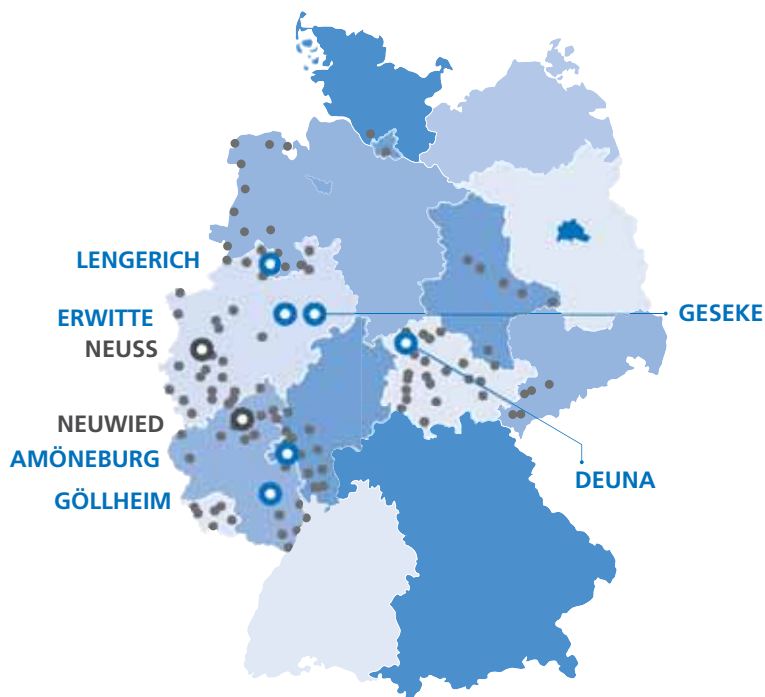 LENGERICH
ERWITTE
GESEKE
NEUSS
NEUWIED
AMÖNEBURG
DEUNA
GÖLLHEIM